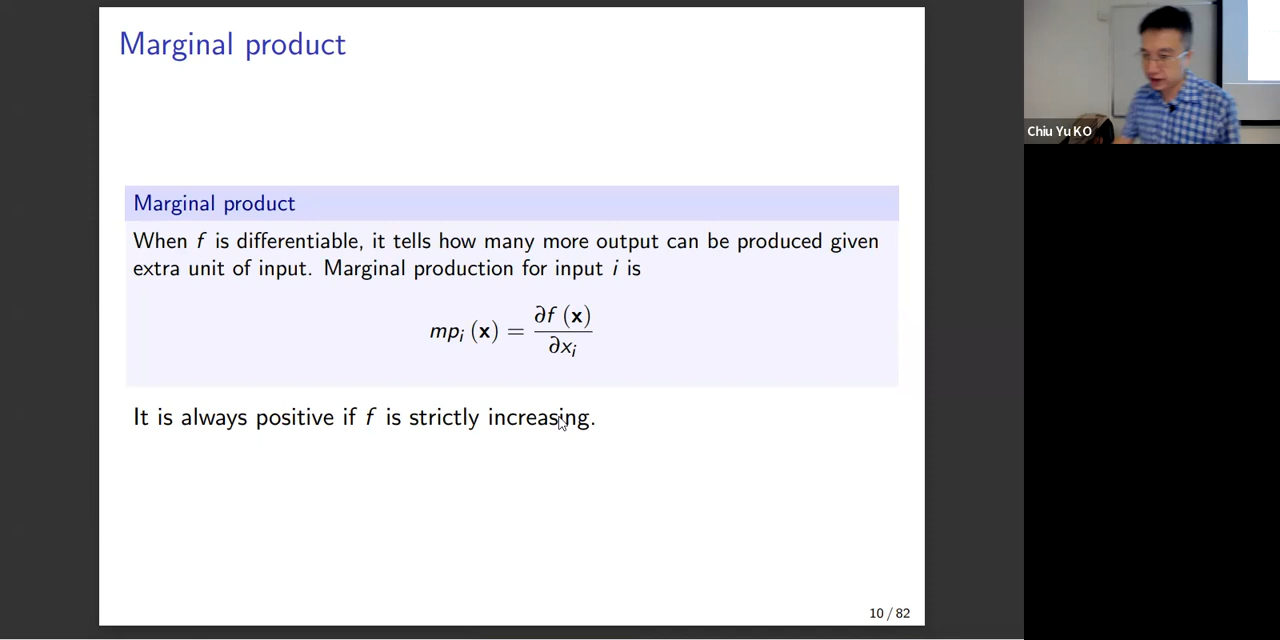 Marginal product
Marginal product
When f is differentiable, it tells how many more output can be produced given
extra unit of input. Marginal production for input i is
mp_i (x) = ∂f (x) / ∂x_i
It is always positive if f is strictly increasing.
10 / 82
Chiu Yu KO